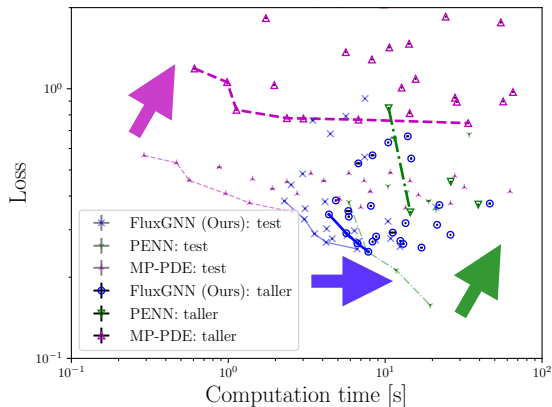 Loss
10⁰
10⁻¹
FluxGNN (Ours): test
PENN: test
MP-PDE: test
FluxGNN (Ours): taller
PENN: taller
MP-PDE: taller
10⁻¹ 10⁰ 10¹ 10²
Computation time [s]